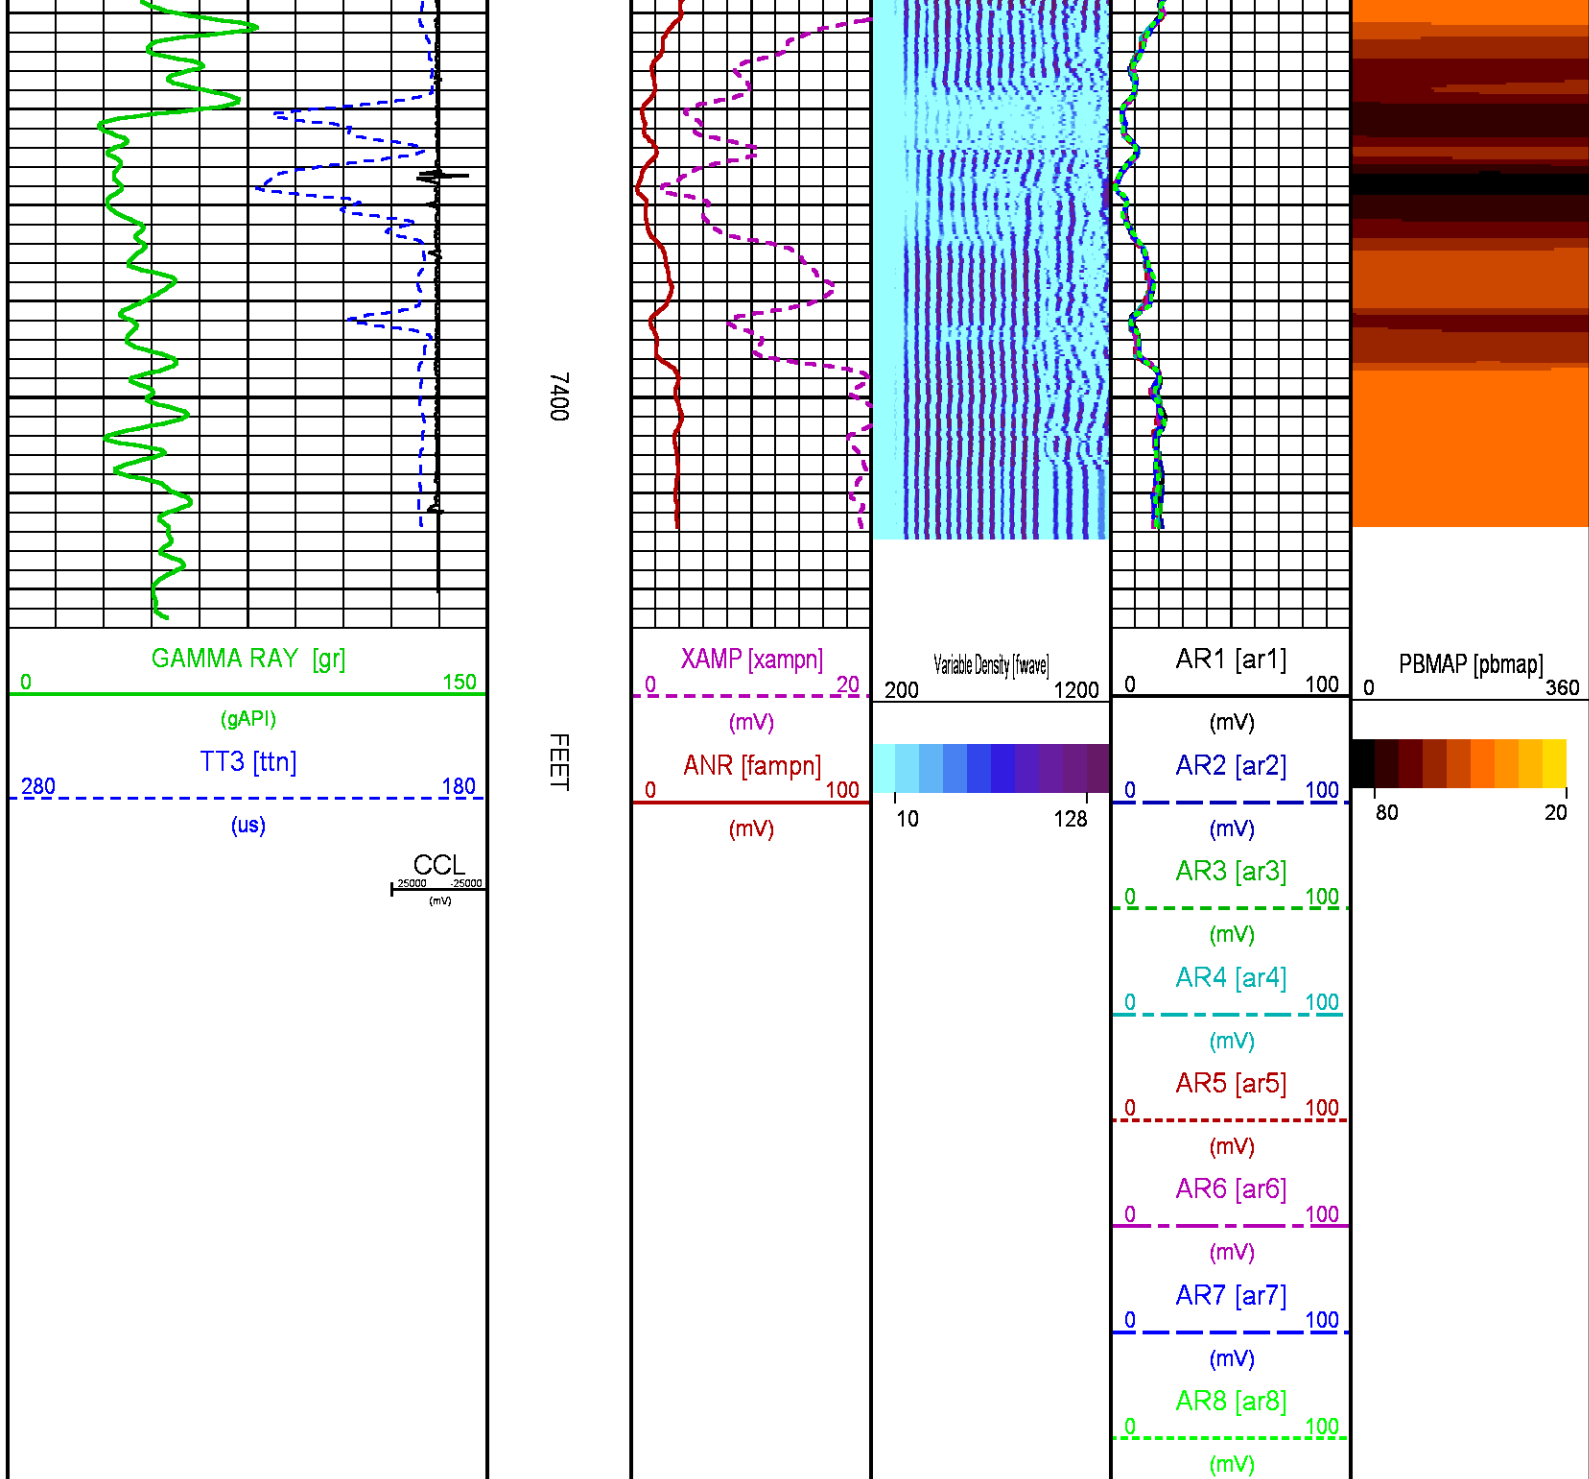 7400
FEET
GAMMA RAY [gr]
0 150
(gAPI)
TT3 [ttn]
280 180
(us)
CCL
25000 -25000
(mV)
XAMP [xampn]
0 20
(mV)
ANR [fampn]
0 100
(mV)
Variable Density [fwave]
200 1200
10 128
AR1 [ar1]
0 100
(mV)
AR2 [ar2]
0 100
(mV)
AR3 [ar3]
0 100
(mV)
AR4 [ar4]
0 100
(mV)
AR5 [ar5]
0 100
(mV)
AR6 [ar6]
0 100
(mV)
AR7 [ar7]
0 100
(mV)
AR8 [ar8]
0 100
(mV)
PBMAP [pbmap]
0 360
80 20